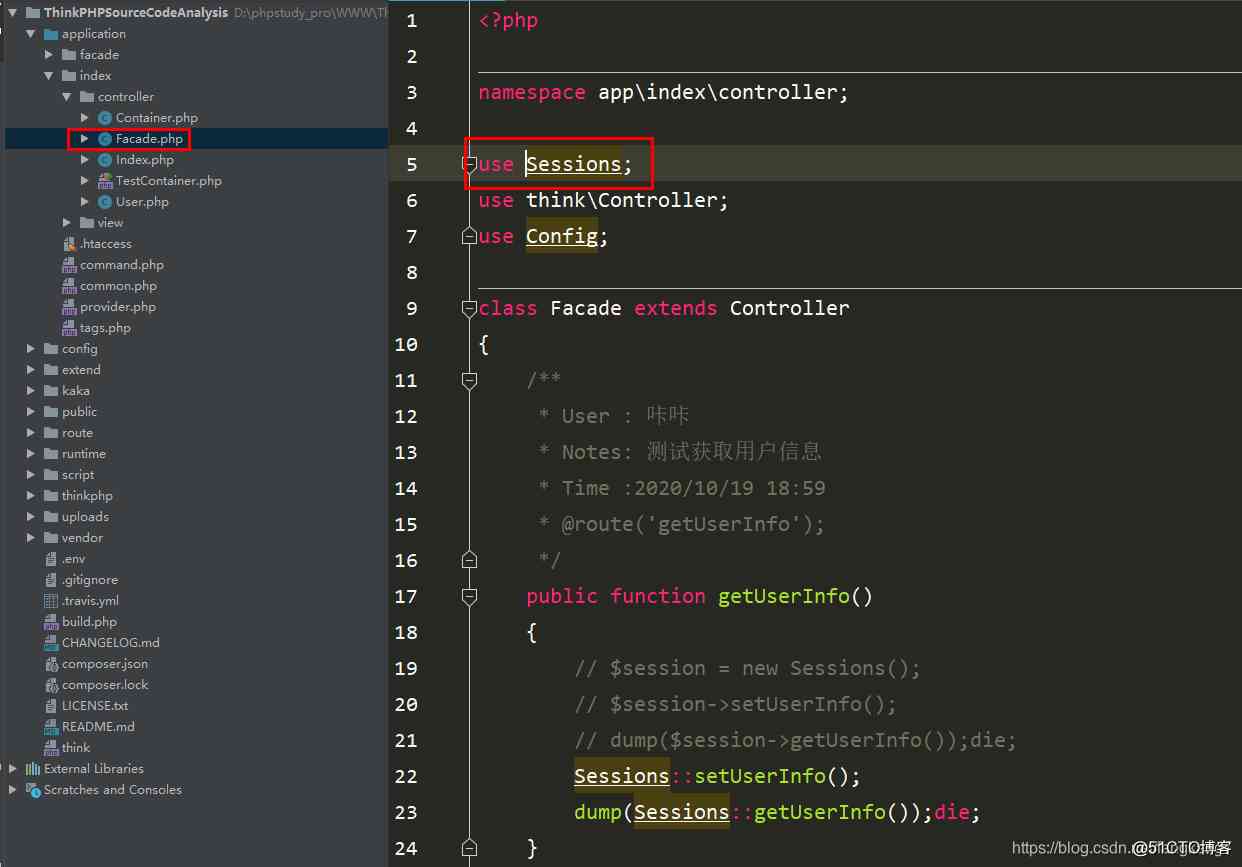 ThinkPHPSourceCodeAnalysis D:\phpstudy_pro\WWW\Th
application
facade
index
controller
Container.php
Facade.php
Index.php
TestContainer.php
User.php
view
.htaccess
command.php
common.php
provider.php
tags.php
config
extend
kaka
public
route
runtime
script
thinkphp
uploads
vendor
.env
.gitignore
.travis.yml
build.php
CHANGELOG.md
composer.json
composer.lock
LICENSE.txt
README.md
think
External Libraries
Scratches and Consoles
1 <?php
2
3 namespace app\index\controller;
4
5 use Sessions;
6 use think\Controller;
7 use Config;
8
9 class Facade extends Controller
10 {
11 /**
12 * User : 咔咔
13 * Notes: 测试获取用户信息
14 * Time :2020/10/19 18:59
15 * @route('getUserInfo');
16 */
17 public function getUserInfo()
18 {
19 // $session = new Sessions();
20 // $session->setUserInfo();
21 // dump($session->getUserInfo());die;
22 Sessions::setUserInfo();
23 dump(Sessions::getUserInfo());die;
24 }
https://blog.csdn.
@51CTO博客